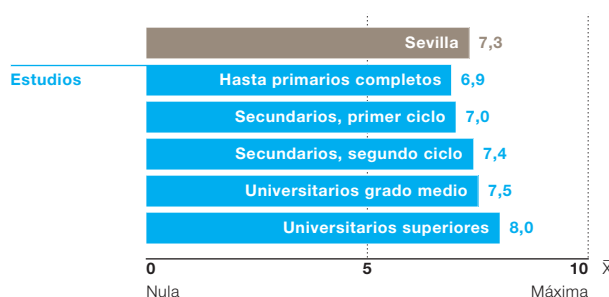 Sevilla 7,3
Estudios Hasta primarios completos 6,9
Secundarios, primer ciclo 7,0
Secundarios, segundo ciclo 7,4
Universitarios grado medio 7,5
Universitarios superiores 8,0
0 5 10 X̅
Nula Máxima